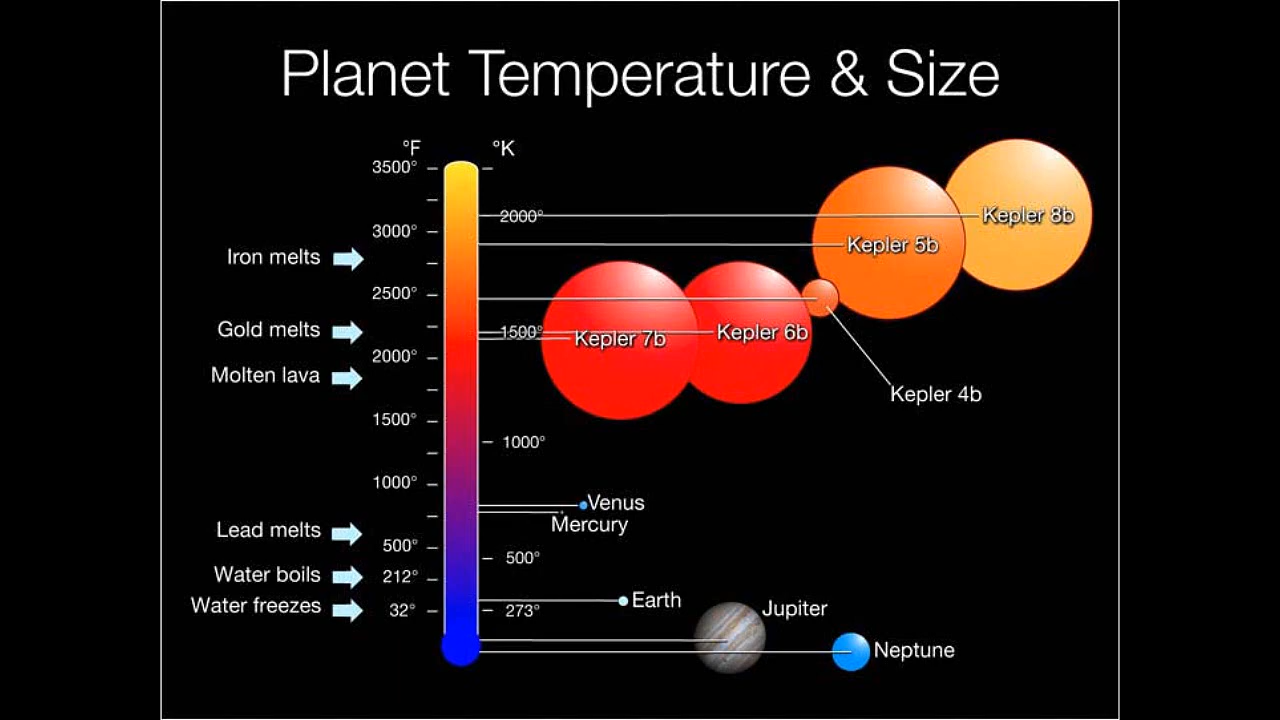 Planet Temperature & Size
°F
°K
3500°
2000°
3000°
Iron melts
2500°
Gold melts
1500°
2000°
Molten lava
1500°
1000°
1000°
Lead melts
500°
500°
Water boils
212°
Water freezes
32°
273°
Kepler 8b
Kepler 5b
Kepler 7b
Kepler 6b
Kepler 4b
Venus
Mercury
Earth
Jupiter
Neptune